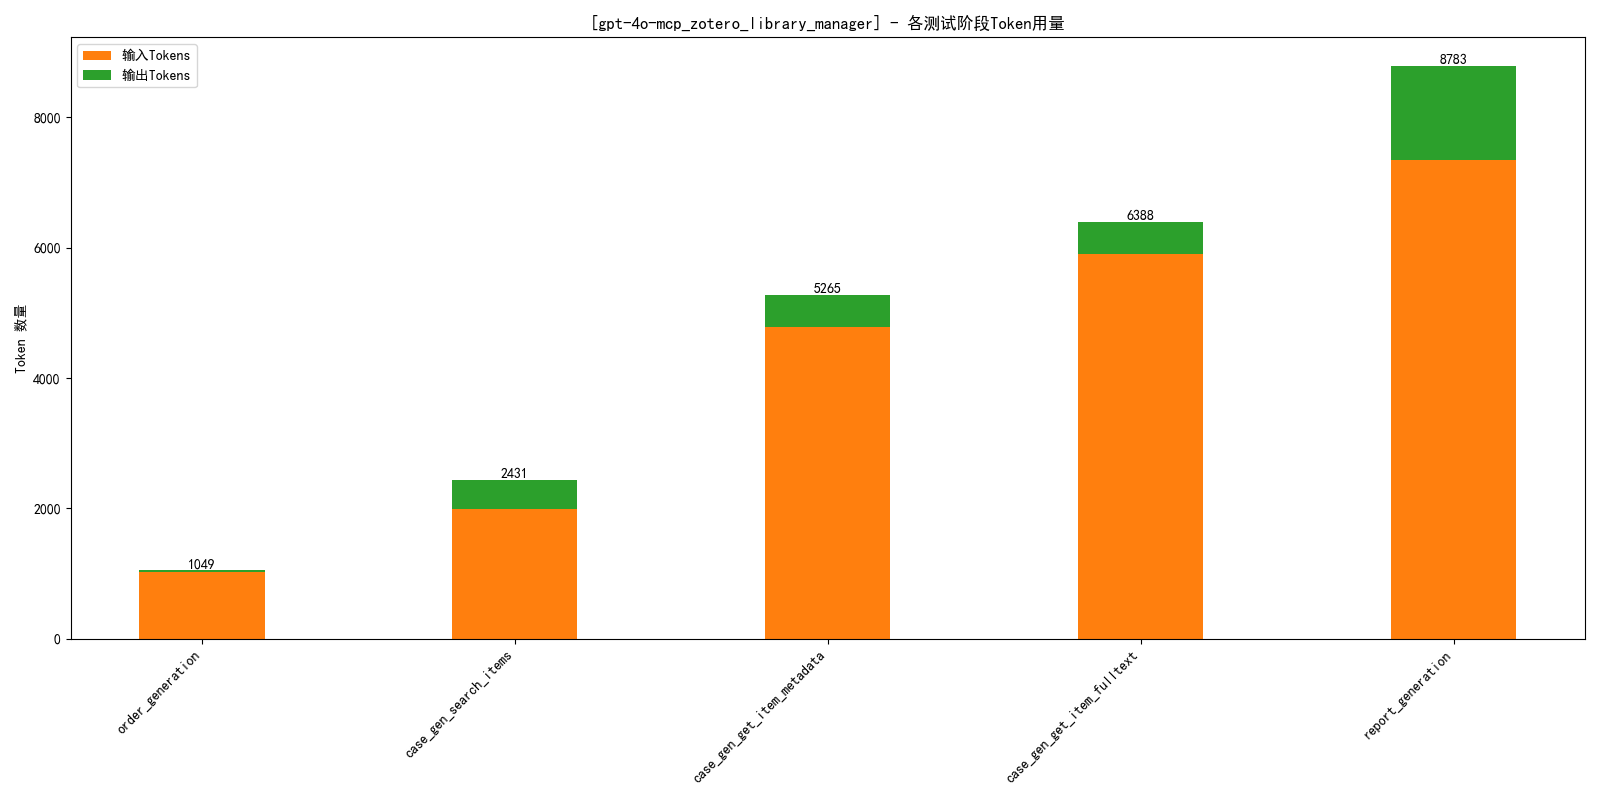 [gpt-4o-mcp_zotero_library_manager] - 各测试阶段Token用量
输入Tokens
输出Tokens
Token 数量
8000
6000
4000
2000
0
1049
2431
5265
6388
8783
order_generation
case_gen_search_items
case_gen_get_item_metadata
case_gen_get_item_fulltext
report_generation